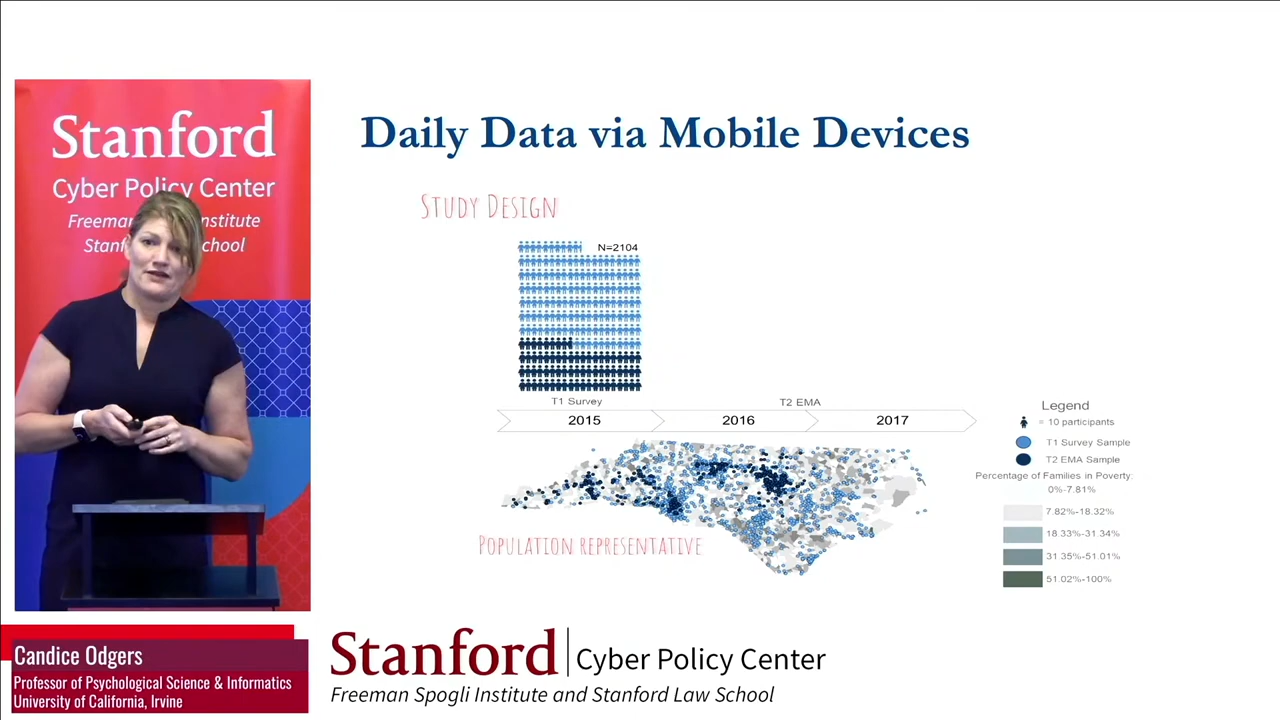 Stanford
Cyber Policy Center
Freeman Institute
Stanford School
Daily Data via Mobile Devices
STUDY DESIGN
N=2104
T1 Survey
T2 EMA
2015
2016
2017
POPULATION REPRESENTATIVE
Legend
= 10 participants
T1 Survey Sample
T2 EMA Sample
Percentage of Families in Poverty:
0%-7.81%
7.82%-18.32%
18.33%-31.34%
31.35%-51.01%
51.02%-100%
Candice Odgers
Professor of Psychological Science & Informatics
University of California, Irvine
Stanford Cyber Policy Center
Freeman Spogli Institute and Stanford Law School